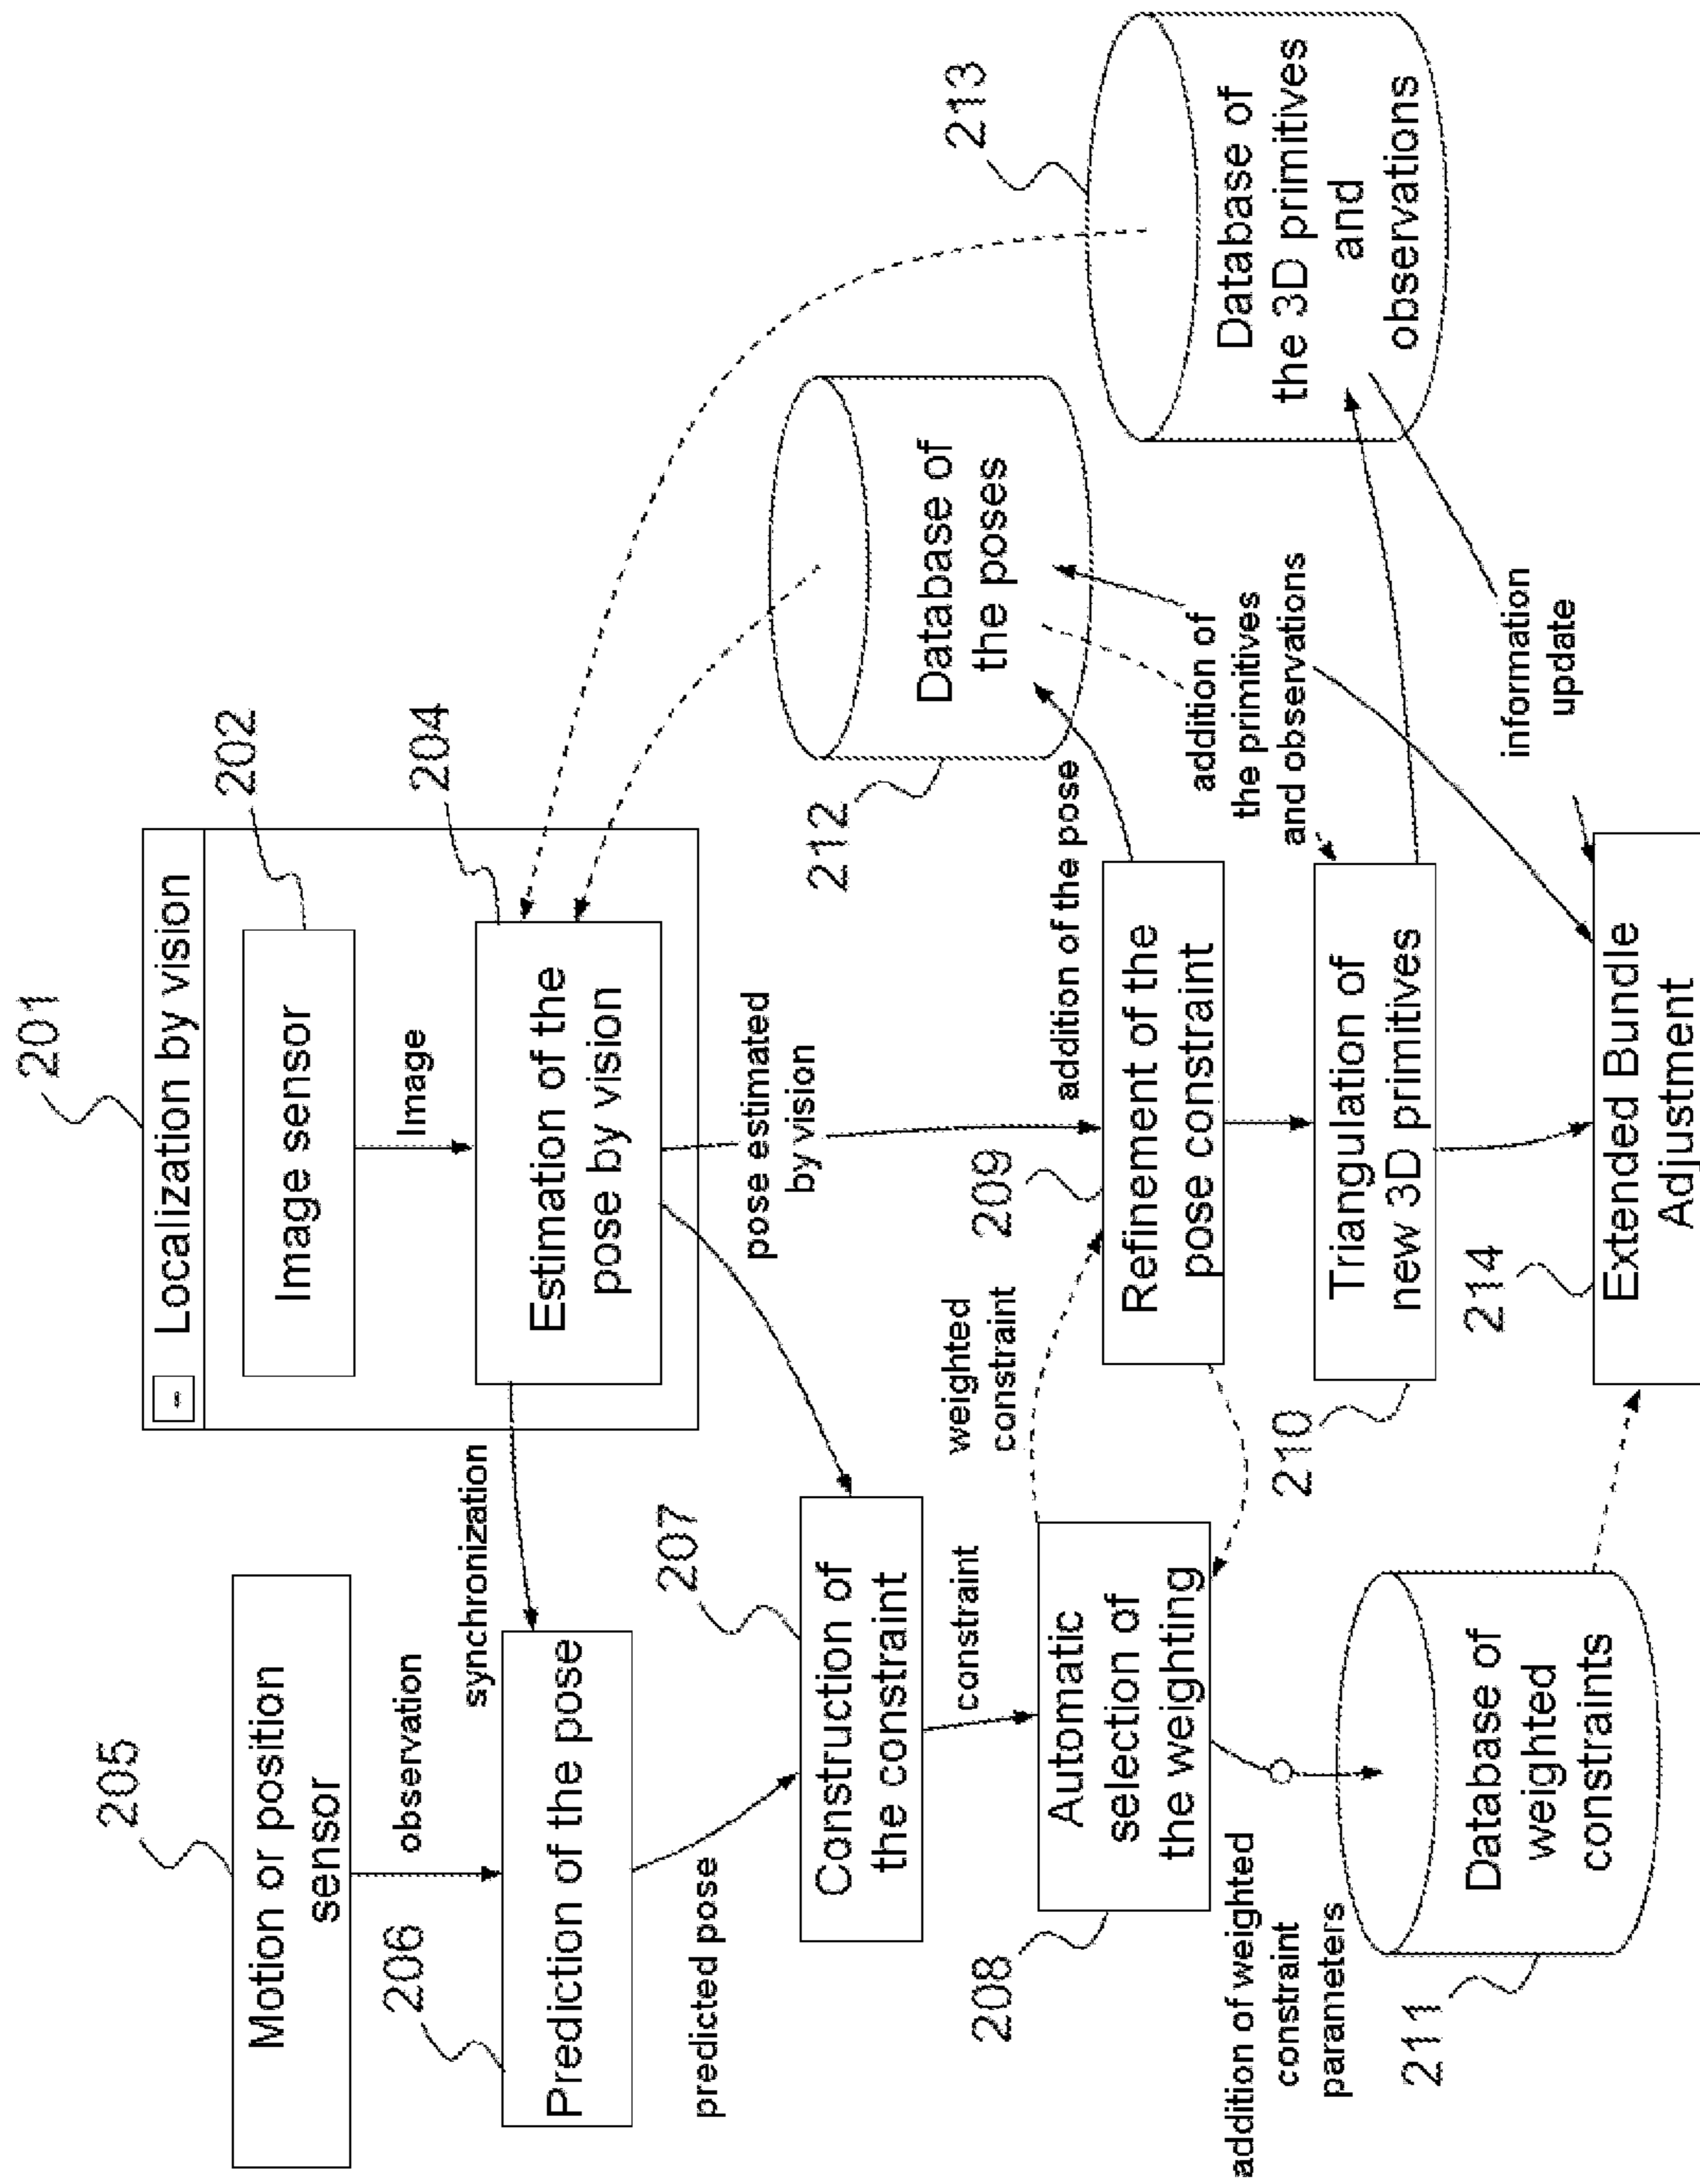 201
− Localization by vision
202
Image sensor
Image
204
Estimation of the
pose by vision
205
Motion or position
sensor
observation
synchronization
206
Prediction of the pose
predicted pose
pose estimated
by vision
207
Construction of
the constraint
constraint
208
Automatic
selection of
the weighting
weighted
constraint
addition of weighted
constraint
parameters
211
Database of
weighted
constraints
209
Refinement of the
pose constraint
addition of the pose
212
Database of
the poses
213
Database of
the 3D primitives
and
observations
addition of
the primitives
and observations
210
Triangulation of
new 3D primitives
information
update
214
Extended Bundle
Adjustment